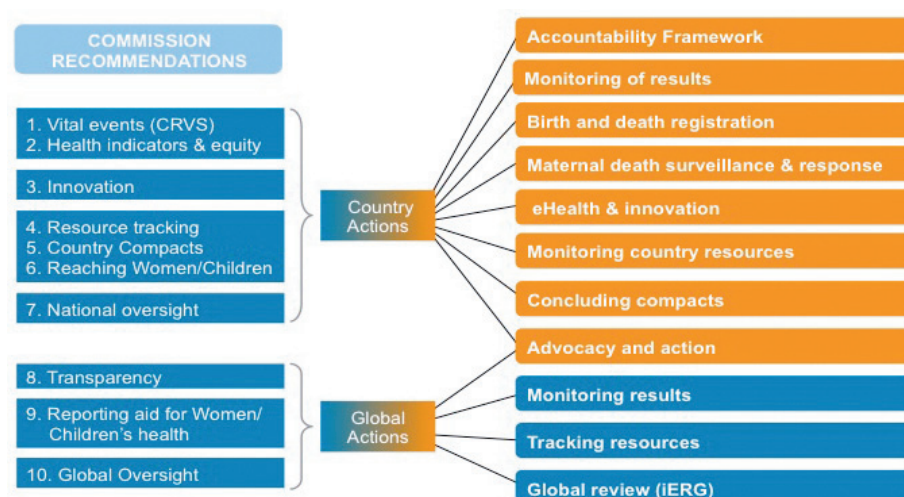 COMMISSION
RECOMMENDATIONS
1. Vital events (CRVS)
2. Health indicators & equity
3. Innovation
4. Resource tracking
5. Country Compacts
6. Reaching Women/Children
7. National oversight
8. Transparency
9. Reporting aid for Women/
Children's health
10. Global Oversight
Country
Actions
Global
Actions
Accountability Framework
Monitoring of results
Birth and death registration
Maternal death surveillance & response
eHealth & innovation
Monitoring country resources
Concluding compacts
Advocacy and action
Monitoring results
Tracking resources
Global review (iERG)